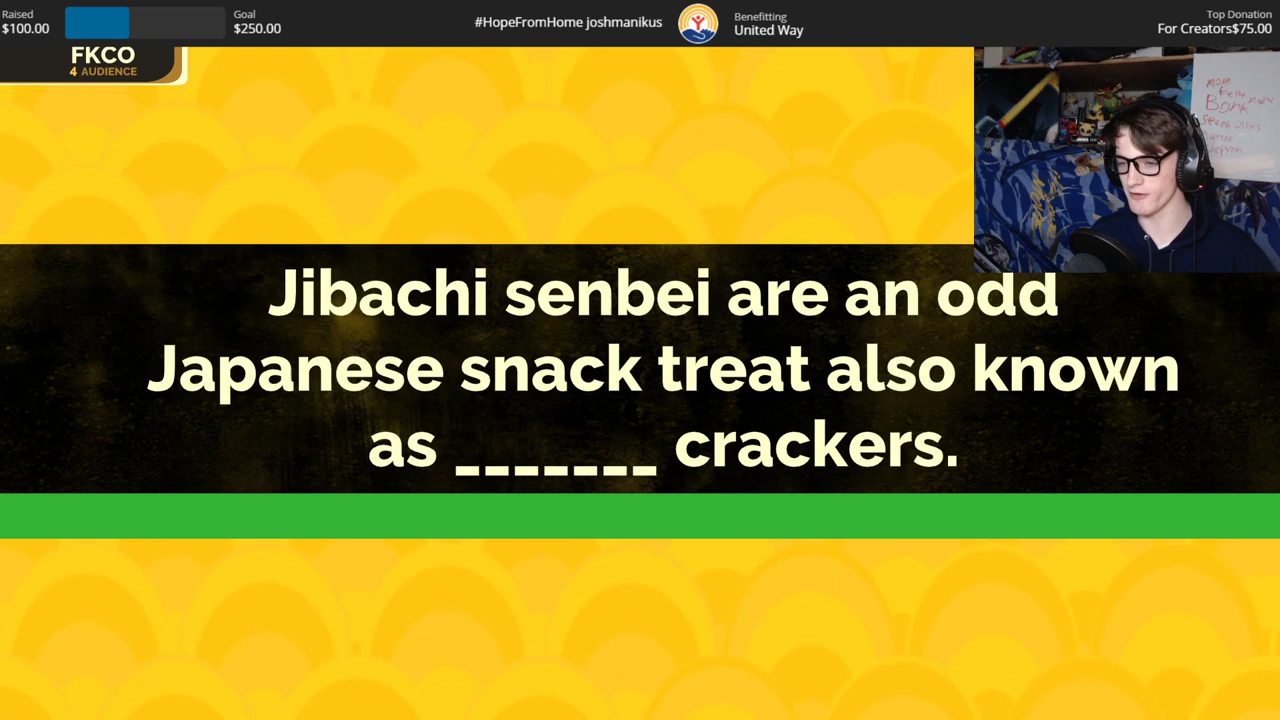 Raised
$100.00
Goal
$250.00
#HopeFromHome joshmanikus
Benefitting
United Way
Top Donation
For Creators$75.00
FKCO
4 AUDIENCE
Bonk
Jibachi senbei are an odd
Japanese snack treat also known
as _______ crackers.